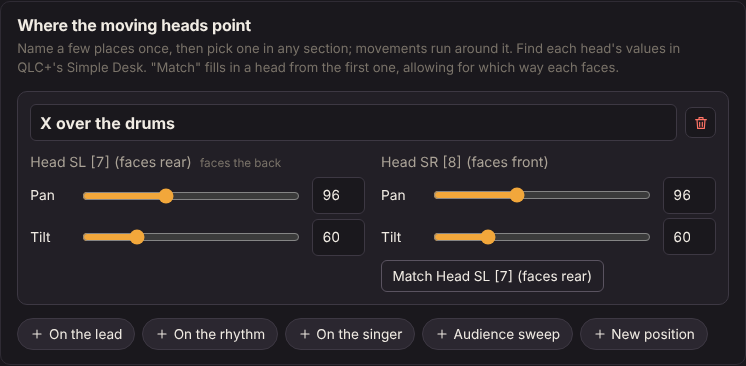 Where the moving heads point
Name a few places once, then pick one in any section; movements run around it. Find each head's values in
QLC+'s Simple Desk. "Match" fills in a head from the first one, allowing for which way each faces.
X over the drums
Head SL [7] (faces rear) faces the back
Head SR [8] (faces front)
Pan 96
Pan 96
Tilt 60
Tilt 60
Match Head SL [7] (faces rear)
+ On the lead
+ On the rhythm
+ On the singer
+ Audience sweep
+ New position